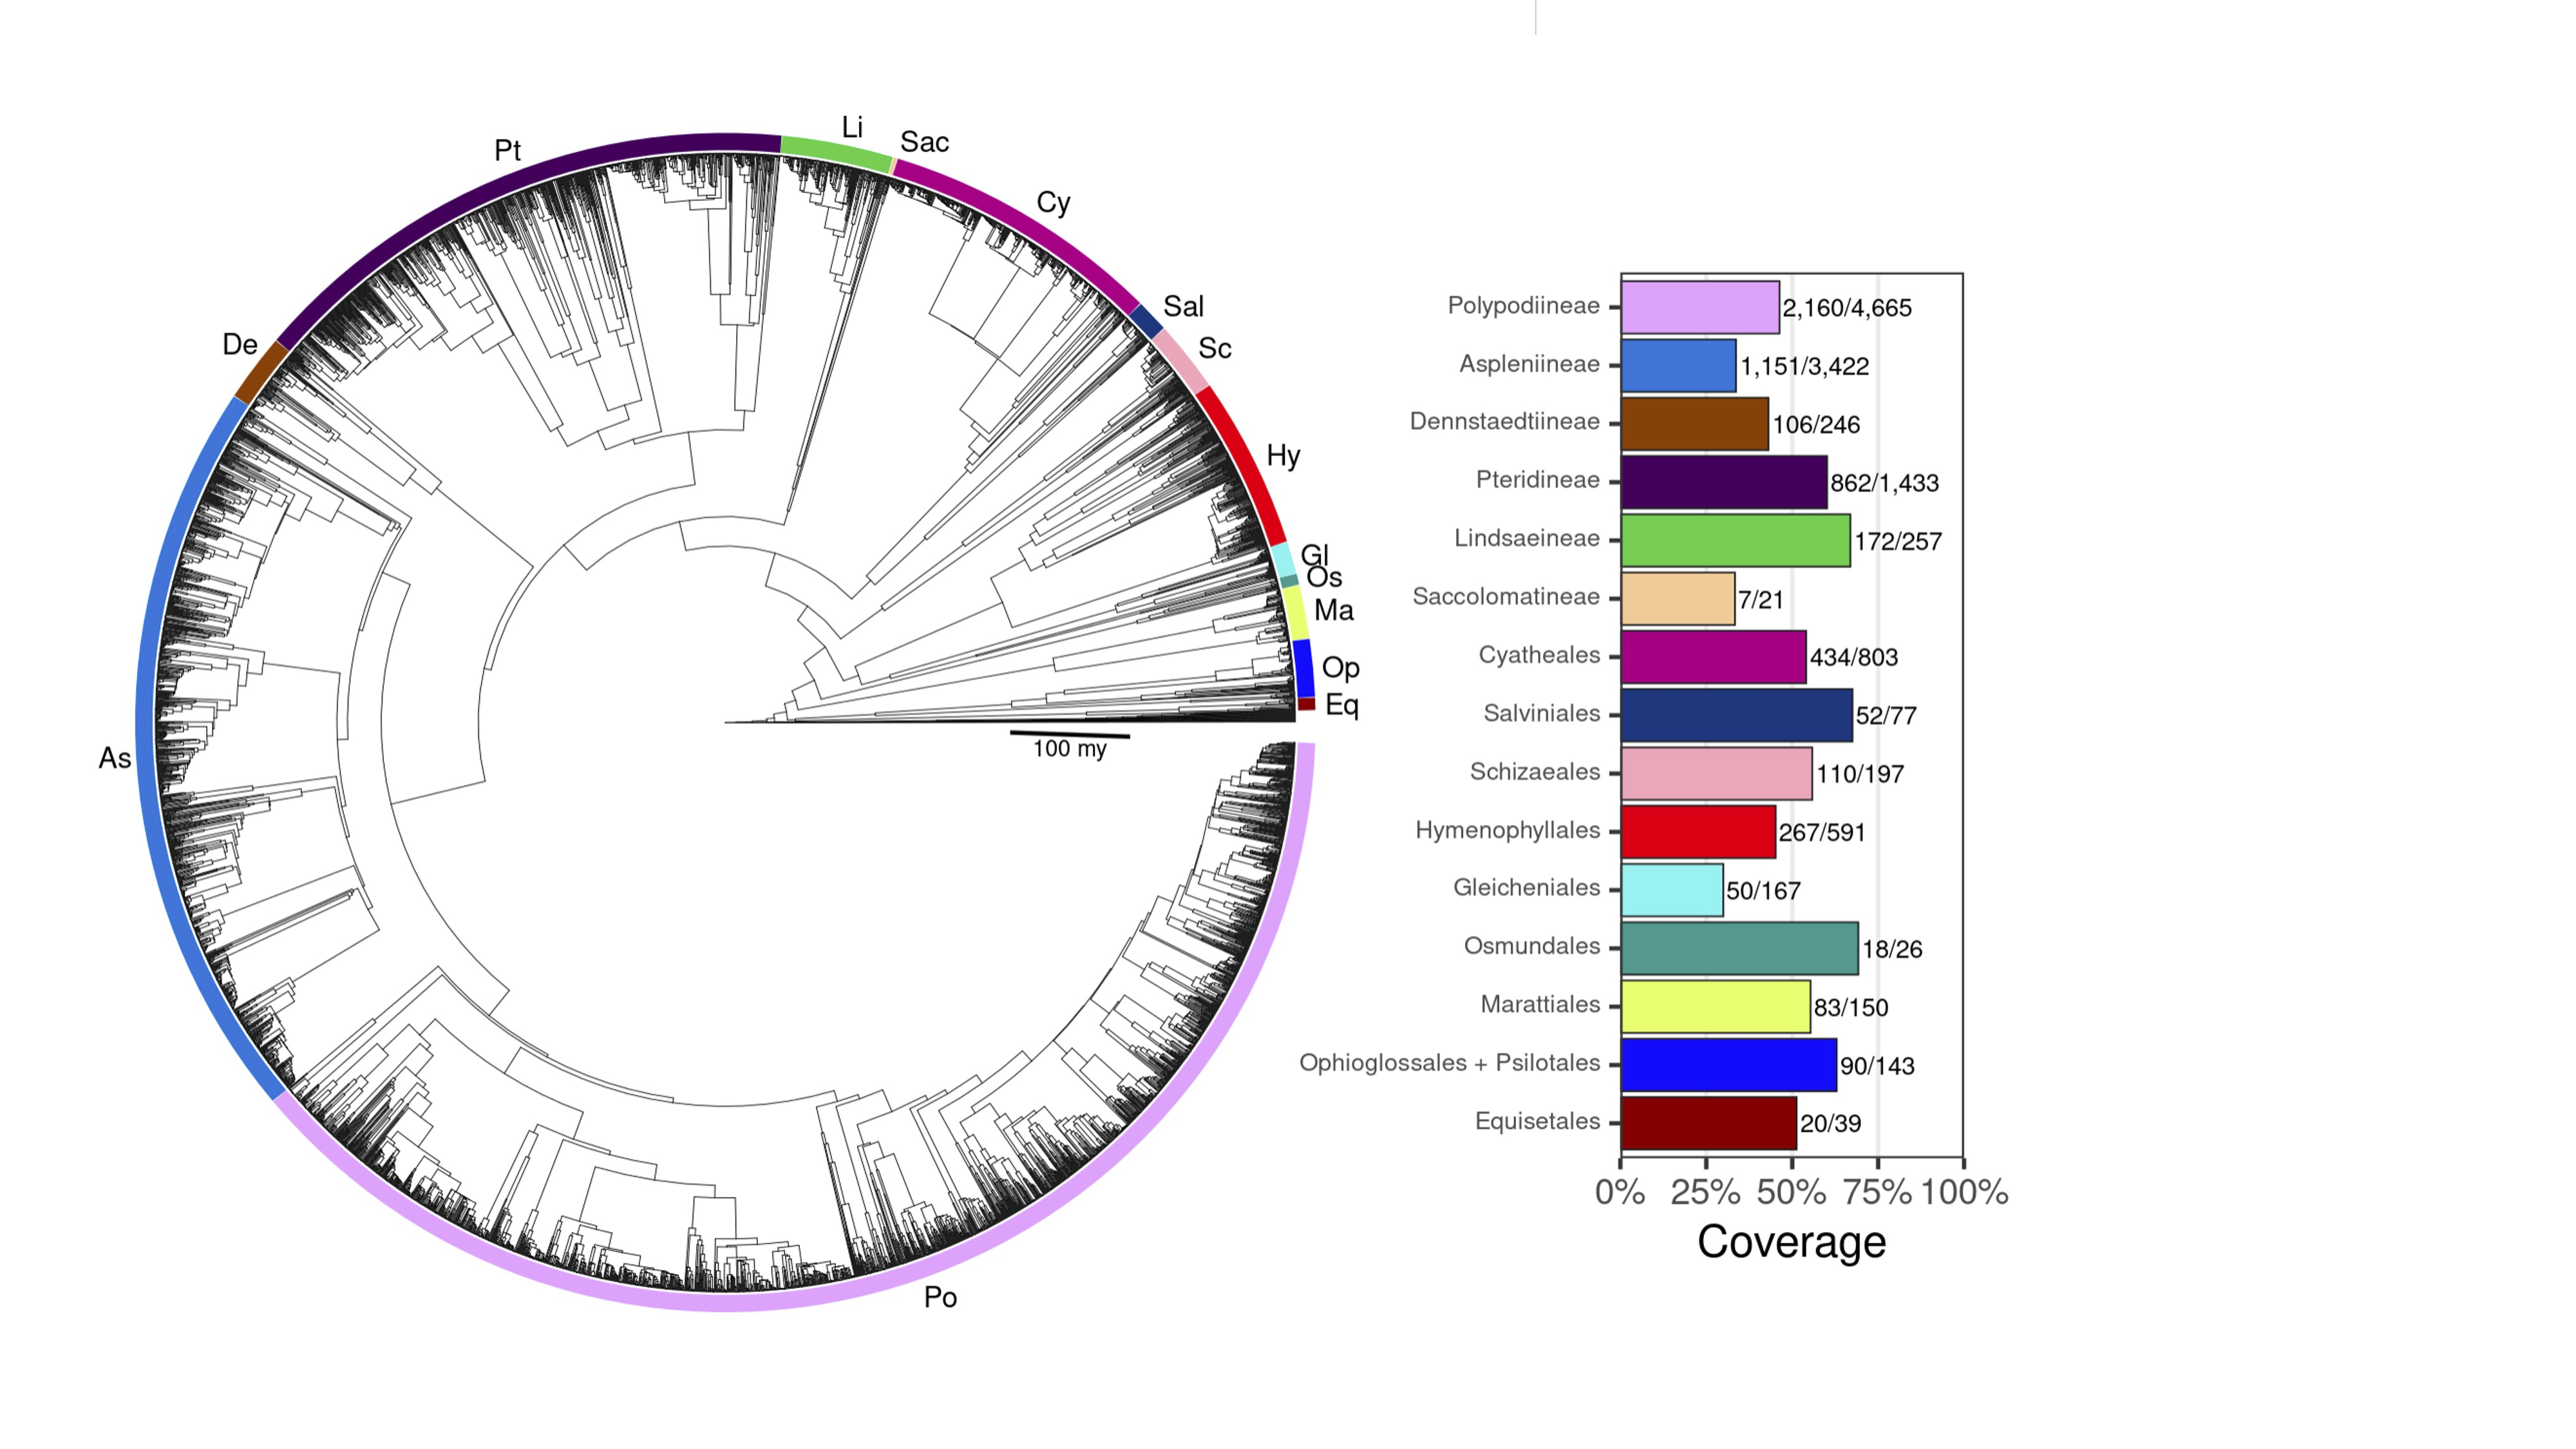 Pt
Li
Sac
Cy
Sal
Sc
De
Hy
Gl
Os
Ma
Op
Eq
100 my
As
Po
Polypodiineae 2,160/4,665
Aspleniineae 1,151/3,422
Dennstaedtiineae 106/246
Pteridineae 862/1,433
Lindsaeineae 172/257
Saccolomatineae 7/21
Cyatheales 434/803
Salviniales 52/77
Schizaeales 110/197
Hymenophyllales 267/591
Gleicheniales 50/167
Osmundales 18/26
Marattiales 83/150
Ophioglossales + Psilotales 90/143
Equisetales 20/39
0% 25% 50% 75% 100%
Coverage